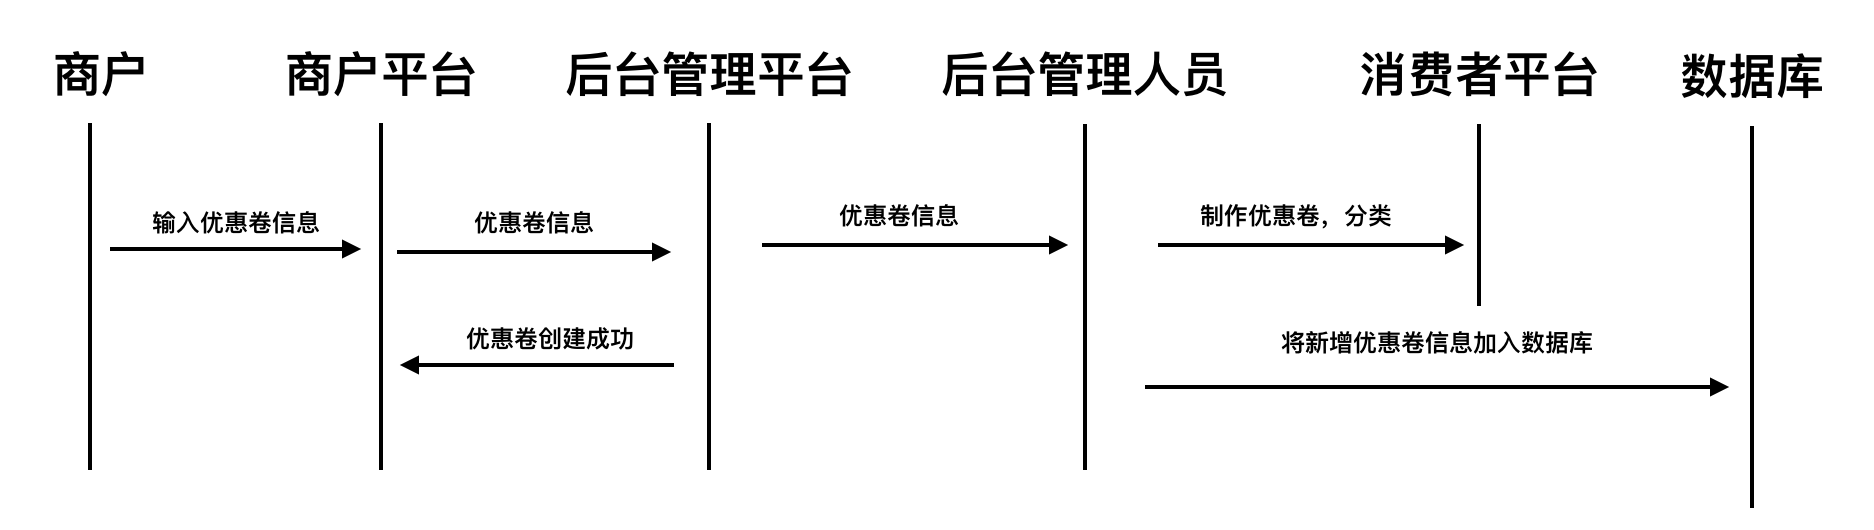 商户
商户平台
后台管理平台
后台管理人员
消费者平台
数据库
输入优惠卷信息
优惠卷信息
优惠卷信息
制作优惠卷，分类
优惠卷创建成功
将新增优惠卷信息加入数据库